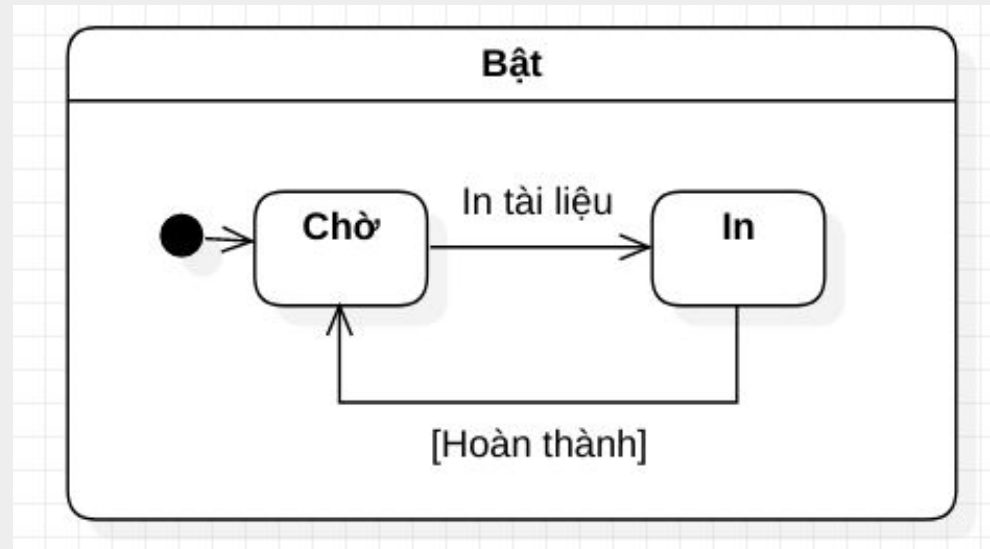 Bật
In tài liệu
Chờ
In
[Hoàn thành]